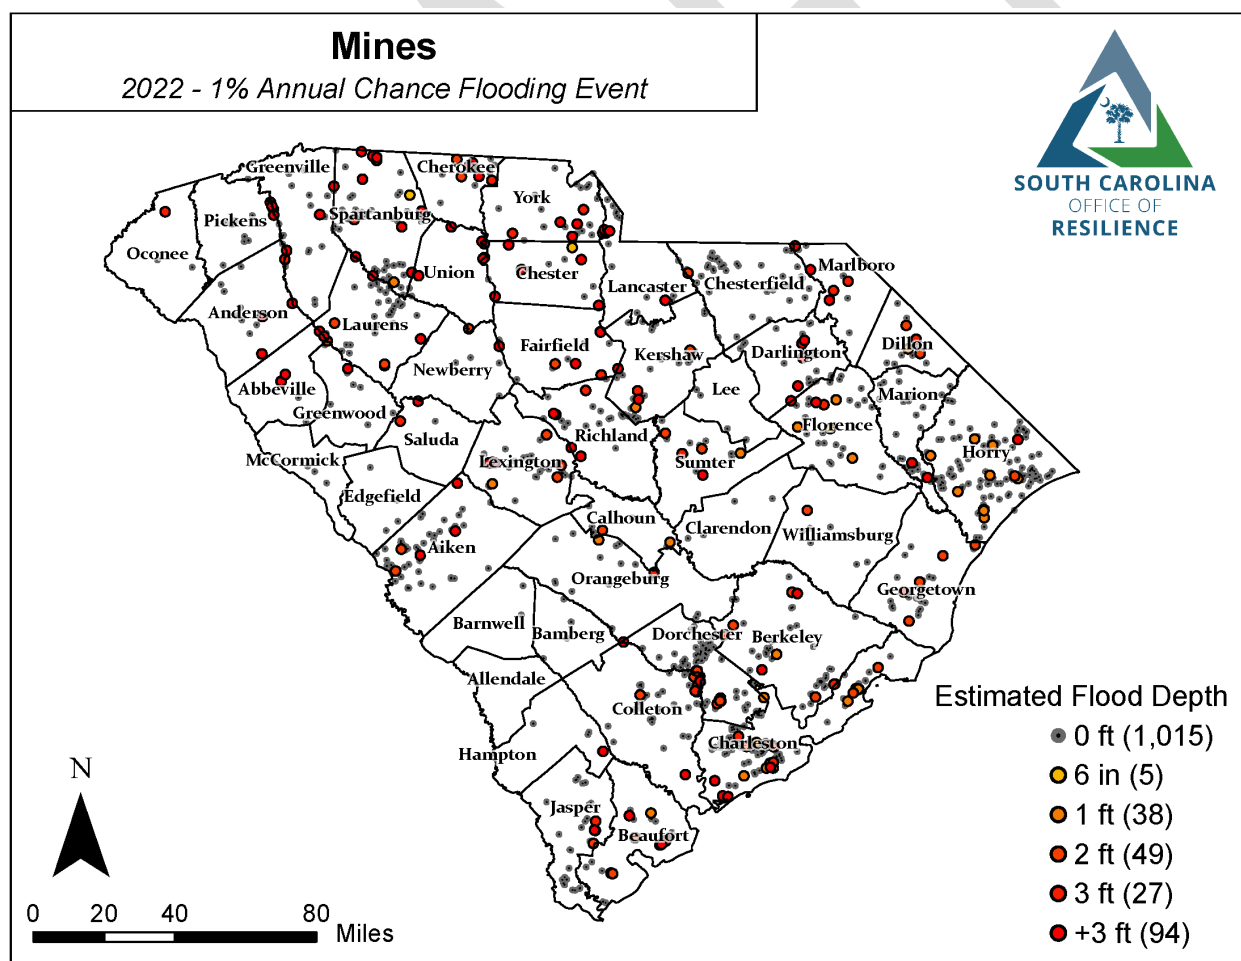 Mines
2022 - 1% Annual Chance Flooding Event
SOUTH CAROLINA
OFFICE OF
RESILIENCE
Greenville
Cherokee
York
Pickens
Spartanburg
Oconee
Union
Chester
Lancaster
Chesterfield
Marlboro
Anderson
Laurens
Fairfield
Kershaw
Darlington
Dillon
Newberry
Abbeville
Lee
Marion
Greenwood
Florence
Saluda
Richland
Horry
McCormick
Lexington
Sumter
Edgefield
Calhoun
Clarendon
Williamsburg
Aiken
Orangeburg
Georgetown
Barnwell
Bamberg
Dorchester
Berkeley
Allendale
Colleton
Charleston
Hampton
Jasper
Beaufort
Estimated Flood Depth
0 ft (1,015)
6 in (5)
1 ft (38)
2 ft (49)
3 ft (27)
+3 ft (94)
N
0 20 40 80
Miles